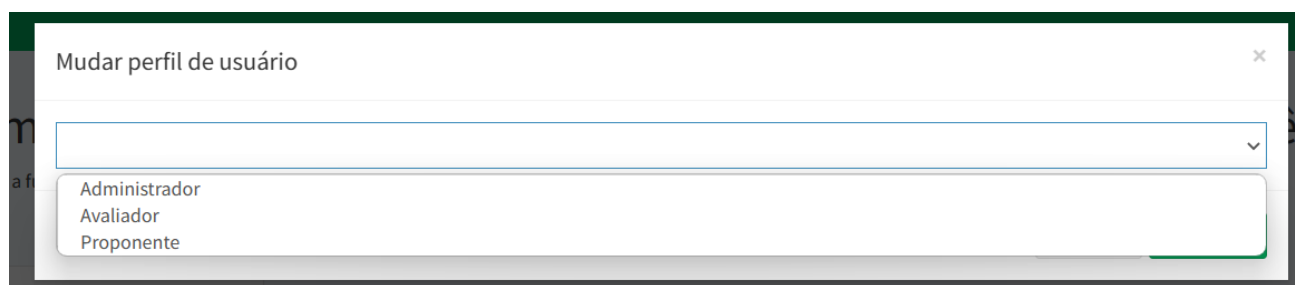 Mudar perfil de usuário
×
Administrador
Avaliador
Proponente